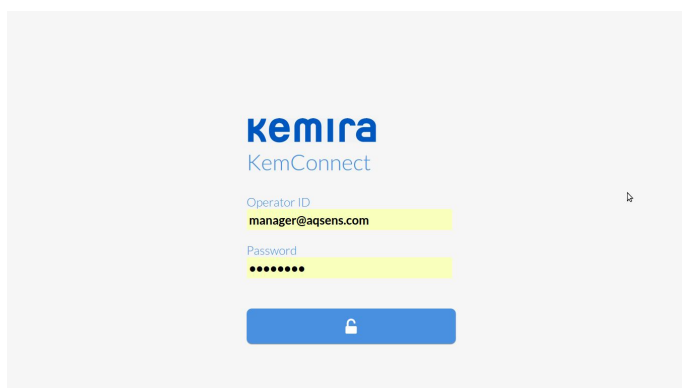 kemira
KemConnect
Operator ID
manager@aqsens.com
Password
••••••••